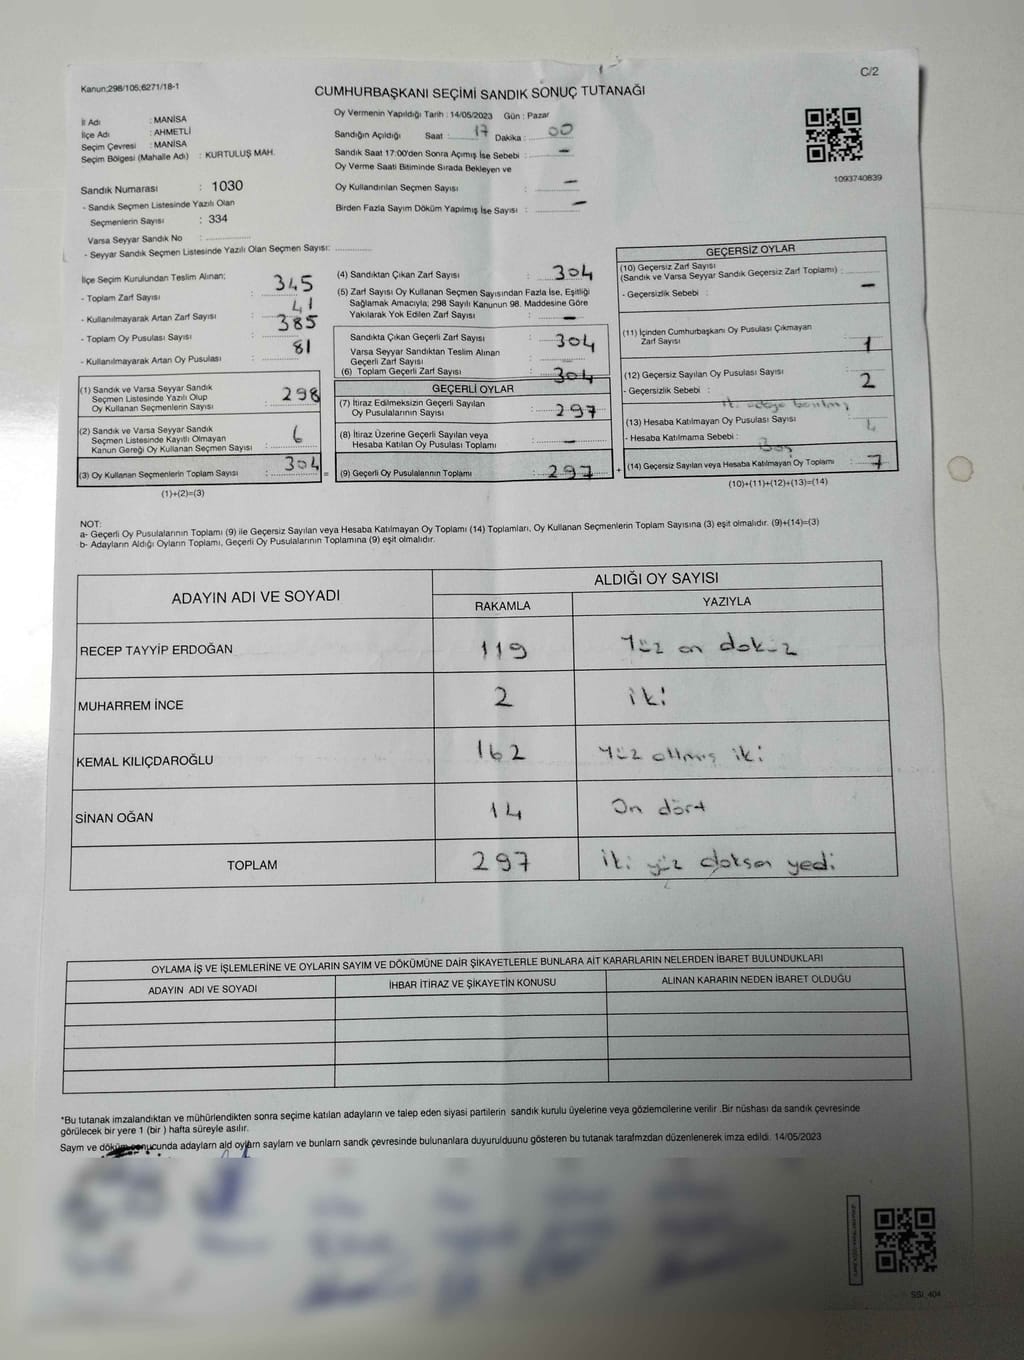 C/2
Kanun;298/105;6271/18-1
CUMHURBAŞKANI SEÇİMİ SANDIK SONUÇ TUTANAĞI
İl Adı : MANİSA
İlçe Adı : AHMETLİ
Seçim Çevresi : MANİSA
Seçim Bölgesi (Mahalle Adı) : KURTULUŞ MAH.
Sandık Numarası : 1030
- Sandık Seçmen Listesinde Yazılı Olan
Seçmenlerin Sayısı : 334
Varsa Seyyar Sandık No :
- Seyyar Sandık Seçmen Listesinde Yazılı Olan Seçmen Sayısı:
Oy Vermenin Yapıldığı Tarih : 14/05/2023 Gün : Pazar
Sandığın Açıldığı Saat : 17 Dakika : 00
Sandık Saat 17:00'den Sonra Açımış İse Sebebi : –
Oy Verme Saati Bitiminde Sırada Bekleyen ve
Oy Kullandırılan Seçmen Sayısı : –
Birden Fazla Sayım Döküm Yapılmış İse Sayısı : –
1093740839
İlçe Seçim Kurulundan Teslim Alınan;
- Toplam Zarf Sayısı : 345
- Kullanılmayarak Artan Zarf Sayısı : 41
- Toplam Oy Pusulası Sayısı : 385
- Kullanılmayarak Artan Oy Pusulası : 81
(1) Sandık ve Varsa Seyyar Sandık
Seçmen Listesinde Yazılı Olup
Oy Kullanan Seçmenlerin Sayısı : 298
(2) Sandık ve Varsa Seyyar Sandık
Seçmen Listesinde Kayıtlı Olmayan
Kanun Gereği Oy Kullanan Seçmen Sayısı : 6
(3) Oy Kullanan Seçmenlerin Toplam Sayısı : 304 =
(1)+(2)=(3)
(4) Sandıktan Çıkan Zarf Sayısı : 304
(5) Zarf Sayısı Oy Kullanan Seçmen Sayısından Fazla İse, Eşitliği
Sağlamak Amacıyla; 298 Sayılı Kanunun 98. Maddesine Göre
Yakılarak Yok Edilen Zarf Sayısı : –
Sandıkta Çıkan Geçerli Zarf Sayısı : 304
Varsa Seyyar Sandıktan Teslim Alınan
Geçerli Zarf Sayısı : –
(6) Toplam Geçerli Zarf Sayısı : 304
GEÇERLİ OYLAR
(7) İtiraz Edilmeksizin Geçerli Sayılan
Oy Pusulalarının Sayısı : 297
(8) İtiraz Üzerine Geçerli Sayılan veya
Hesaba Katılan Oy Pusulası Toplamı : –
(9) Geçerli Oy Pusulalarının Toplamı : 297 +
GEÇERSİZ OYLAR
(10) Geçersiz Zarf Sayısı
(Sandık ve Varsa Seyyar Sandık Geçersiz Zarf Toplamı) :
- Geçersizlik Sebebi : –
(11) İçinden Cumhurbaşkanı Oy Pusulası Çıkmayan
Zarf Sayısı : 1
(12) Geçersiz Sayılan Oy Pusulası Sayısı : 2
- Geçersizlik Sebebi :
(13) Hesaba Katılmayan Oy Pusulası Sayısı : 4
- Hesaba Katılmama Sebebi : Boş
(14) Geçersiz Sayılan veya Hesaba Katılmayan Oy Toplamı : 7
(10)+(11)+(12)+(13)=(14)
NOT:
a- Geçerli Oy Pusulalarının Toplamı (9) ile Geçersiz Sayılan veya Hesaba Katılmayan Oy Toplamı (14) Toplamları, Oy Kullanan Seçmenlerin Toplam Sayısına (3) eşit olmalıdır. (9)+(14)=(3)
b- Adayların Aldığı Oyların Toplamı, Geçerli Oy Pusulalarının Toplamına (9) eşit olmalıdır.
ADAYIN ADI VE SOYADI
ALDIĞI OY SAYISI
RAKAMLA YAZIYLA
RECEP TAYYİP ERDOĞAN 119 Yüz on dokuz
MUHARREM İNCE 2 iki
KEMAL KILIÇDAROĞLU 162 Yüz altmış iki
SİNAN OĞAN 14 On dört
TOPLAM 297 iki yüz doksan yedi
OYLAMA İŞ VE İŞLEMLERİNE VE OYLARIN SAYIM VE DÖKÜMÜNE DAİR ŞİKAYETLERLE BUNLARA AİT KARARLARIN NELERDEN İBARET BULUNDUKLARI
ADAYIN ADI VE SOYADI İHBAR İTİRAZ VE ŞİKAYETİN KONUSU ALINAN KARARIN NEDEN İBARET OLDUĞU
*Bu tutanak imzalandıktan ve mühürlendikten sonra seçime katılan adayların ve talep eden siyasi partilerin sandık kurulu üyelerine veya gözlemcilerine verilir .Bir nüshası da sandık çevresinde
görülecek bir yere 1 (bir ) hafta süreyle asılır.
Saym ve döküm sonucunda adaylarn ald oylarn saylarn ve bunlarn sandk çevresinde bulunanlara duyurulduunu gösteren bu tutanak tarafmzdan düzenlenerek imza edildi. 14/05/2023
SSI_404